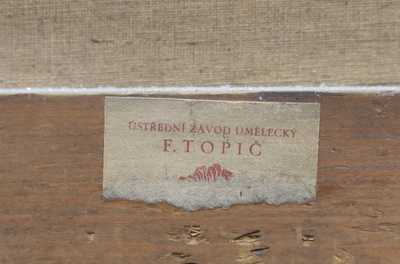 ÚSTŘEDNÍ ZÁVOD UMĚLECKÝ
F. TOPIČ